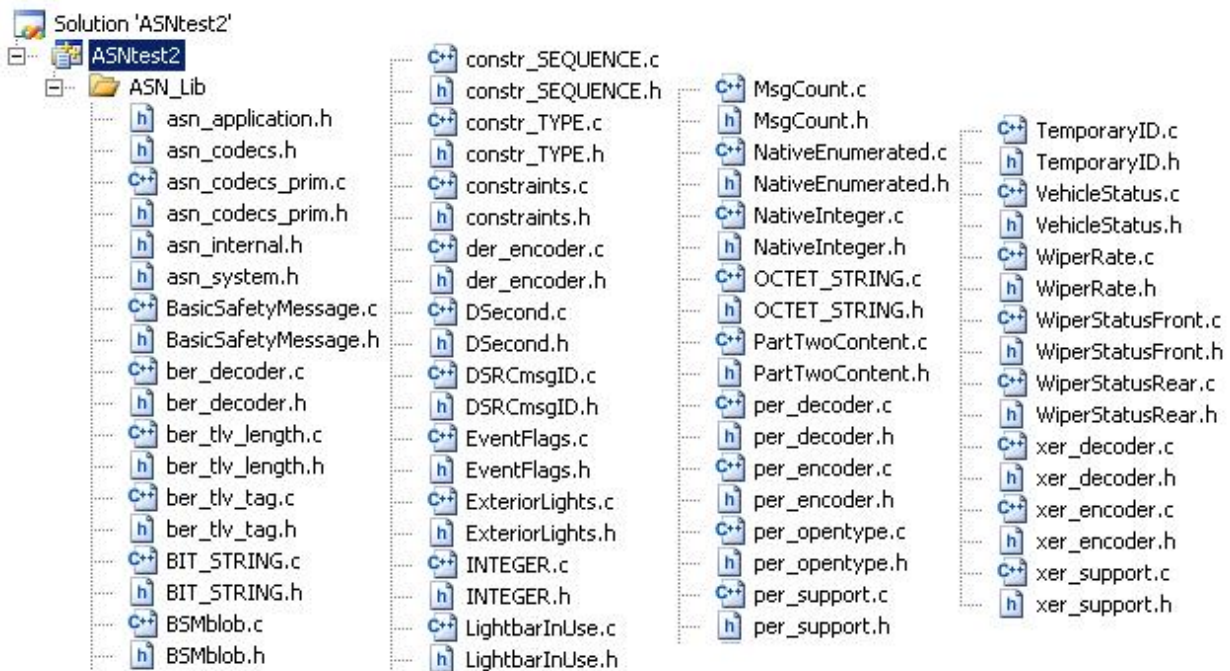 Solution 'ASNtest2'
ASNtest2
ASN_Lib
asn_application.h
asn_codecs.h
asn_codecs_prim.c
asn_codecs_prim.h
asn_internal.h
asn_system.h
BasicSafetyMessage.c
BasicSafetyMessage.h
ber_decoder.c
ber_decoder.h
ber_tlv_length.c
ber_tlv_length.h
ber_tlv_tag.c
ber_tlv_tag.h
BIT_STRING.c
BIT_STRING.h
BSMblob.c
BSMblob.h
constr_SEQUENCE.c
constr_SEQUENCE.h
constr_TYPE.c
constr_TYPE.h
constraints.c
constraints.h
der_encoder.c
der_encoder.h
DSecond.c
DSecond.h
DSRCmsgID.c
DSRCmsgID.h
EventFlags.c
EventFlags.h
ExteriorLights.c
ExteriorLights.h
INTEGER.c
INTEGER.h
LightbarInUse.c
LightbarInUse.h
MsgCount.c
MsgCount.h
NativeEnumerated.c
NativeEnumerated.h
NativeInteger.c
NativeInteger.h
OCTET_STRING.c
OCTET_STRING.h
PartTwoContent.c
PartTwoContent.h
per_decoder.c
per_decoder.h
per_encoder.c
per_encoder.h
per_opentype.c
per_opentype.h
per_support.c
per_support.h
TemporaryID.c
TemporaryID.h
VehicleStatus.c
VehicleStatus.h
WiperRate.c
WiperRate.h
WiperStatusFront.c
WiperStatusFront.h
WiperStatusRear.c
WiperStatusRear.h
xer_decoder.c
xer_decoder.h
xer_encoder.c
xer_encoder.h
xer_support.c
xer_support.h